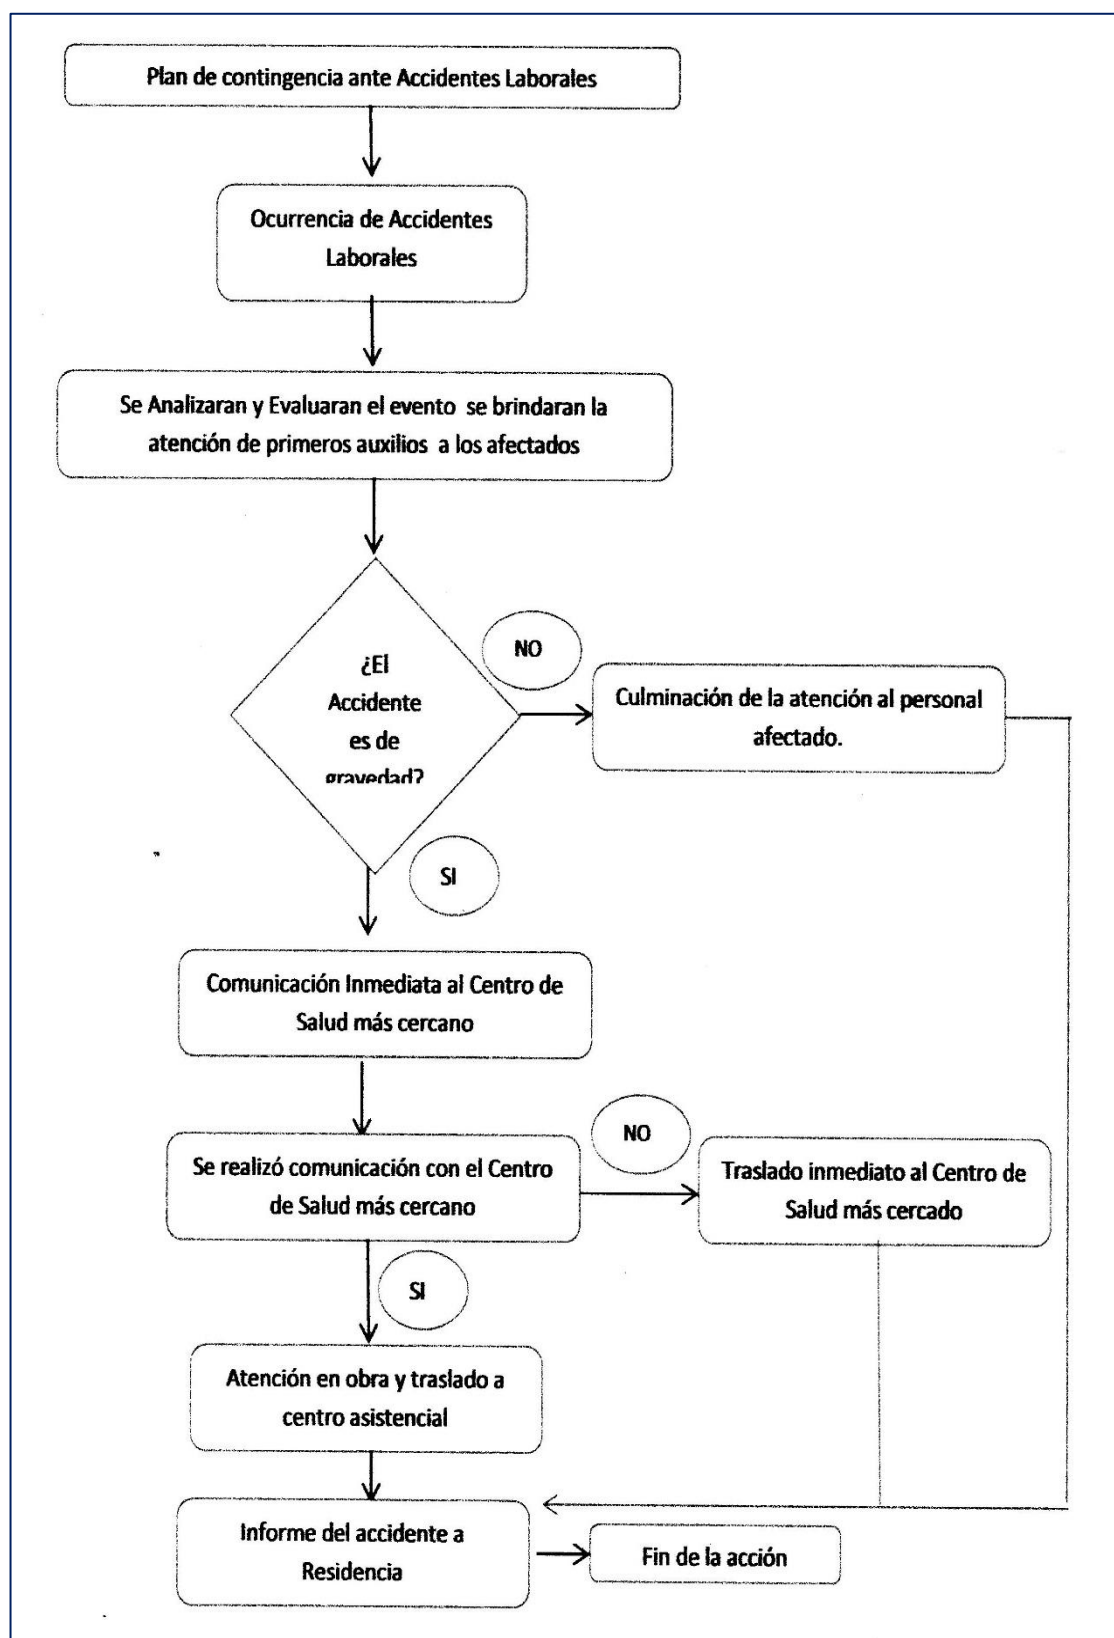 Plan de contingencia ante Accidentes Laborales
Ocurrencia de Accidentes
Laborales
Se Analizaran y Evaluaran el evento se brindaran la
atención de primeros auxilios a los afectados
¿El
Accidente
es de
gravedad?
NO
Culminación de la atención al personal
afectado.
SI
Comunicación Inmediata al Centro de
Salud más cercano
Se realizó comunicación con el Centro
de Salud más cercano
NO
Traslado inmediato al Centro de
Salud más cercado
SI
Atención en obra y traslado a
centro asistencial
Informe del accidente a
Residencia
Fin de la acción